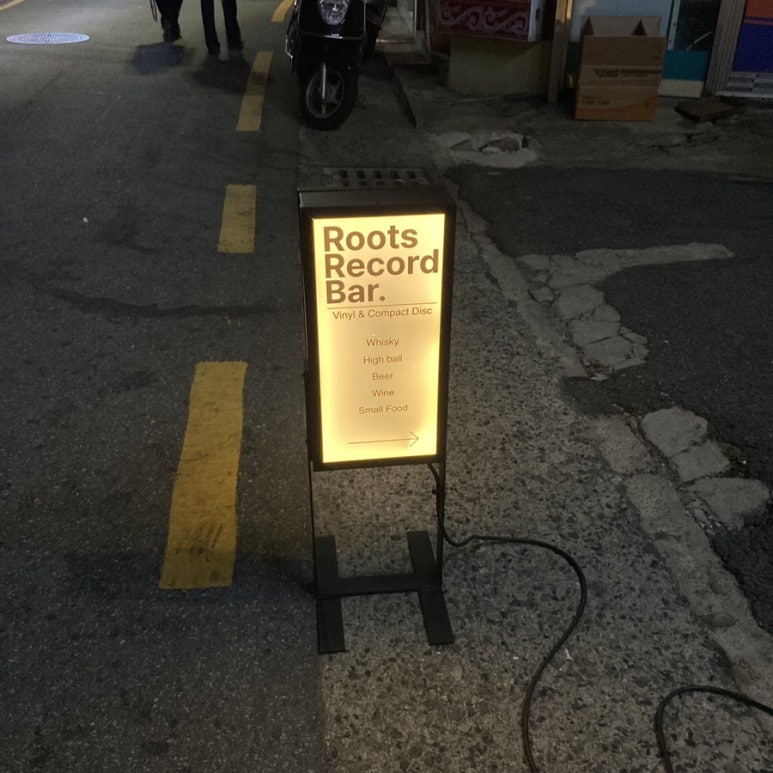 Roots
Record
Bar.
Vinyl & Compact Disc
Whisky
High ball
Beer
Wine
Small Food